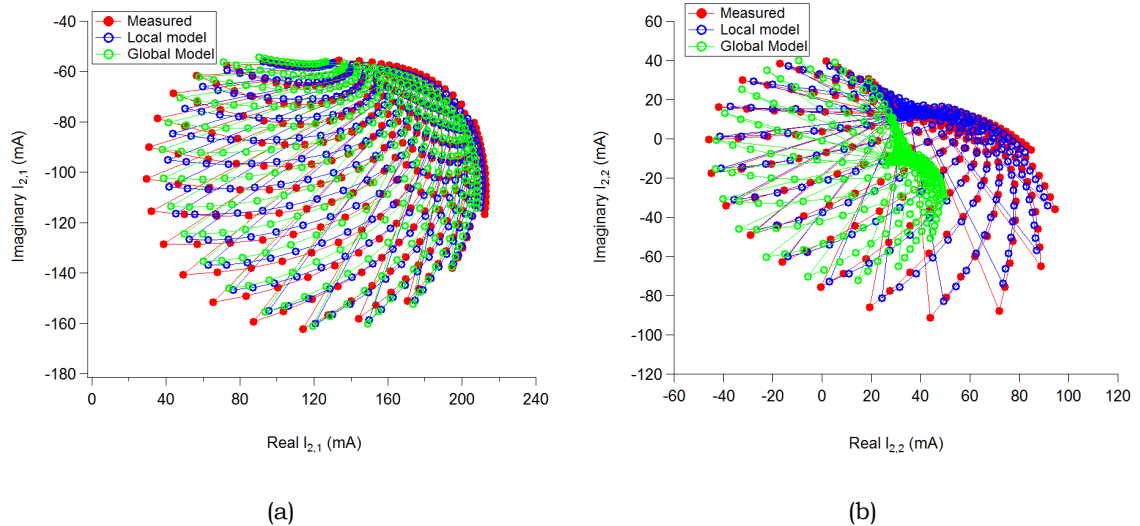 Measured
Local model
Global Model
-40
-60
-80
-100
-120
-140
-160
-180
0
40
80
120
160
200
240
Imaginary I2,1 (mA)
Real I2,1 (mA)
(a)
Measured
Local model
Global Model
60
40
20
0
-20
-40
-60
-80
-100
-120
-60
-40
-20
0
20
40
60
80
100
120
Imaginary I2,2 (mA)
Real I2,2 (mA)
(b)